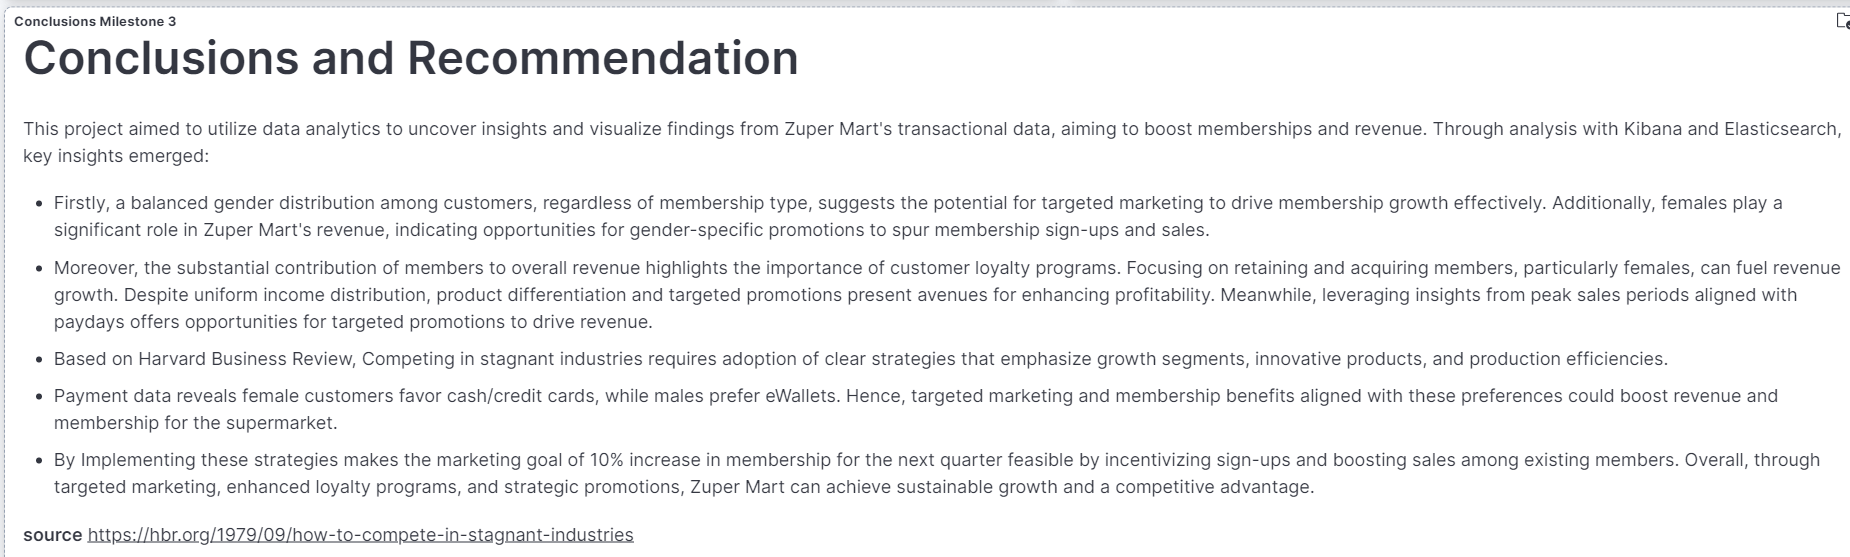 Conclusions Milestone 3
Conclusions and Recommendation
This project aimed to utilize data analytics to uncover insights and visualize findings from Zuper Mart's transactional data, aiming to boost memberships and revenue. Through analysis with Kibana and Elasticsearch,
key insights emerged:
• Firstly, a balanced gender distribution among customers, regardless of membership type, suggests the potential for targeted marketing to drive membership growth effectively. Additionally, females play a
significant role in Zuper Mart's revenue, indicating opportunities for gender-specific promotions to spur membership sign-ups and sales.
• Moreover, the substantial contribution of members to overall revenue highlights the importance of customer loyalty programs. Focusing on retaining and acquiring members, particularly females, can fuel revenue
growth. Despite uniform income distribution, product differentiation and targeted promotions present avenues for enhancing profitability. Meanwhile, leveraging insights from peak sales periods aligned with
paydays offers opportunities for targeted promotions to drive revenue.
• Based on Harvard Business Review, Competing in stagnant industries requires adoption of clear strategies that emphasize growth segments, innovative products, and production efficiencies.
• Payment data reveals female customers favor cash/credit cards, while males prefer eWallets. Hence, targeted marketing and membership benefits aligned with these preferences could boost revenue and
membership for the supermarket.
• By Implementing these strategies makes the marketing goal of 10% increase in membership for the next quarter feasible by incentivizing sign-ups and boosting sales among existing members. Overall, through
targeted marketing, enhanced loyalty programs, and strategic promotions, Zuper Mart can achieve sustainable growth and a competitive advantage.
source https://hbr.org/1979/09/how-to-compete-in-stagnant-industries